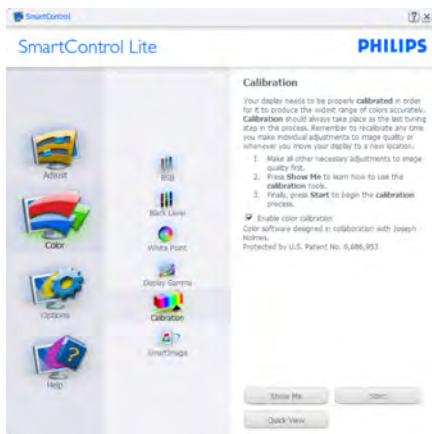 SmartControl
SmartControl Lite
PHILIPS
Adjust
Color
Options
Help
RGB
Black Level
White Point
Display Gamma
Calibration
SmartImage
Calibration
Your display needs to be properly calibrated in order
for it to produce the widest range of colors accurately.
Calibration should always take place as the last tuning
step in the process. Remember to recalibrate any time
you make individual adjustments to image quality or
whenever you move your display to a new location.
1. Make all other necessary adjustments to image
quality first.
2. Press Show Me to learn how to use the
calibration tools.
3. Finally, press Start to begin the calibration
process.
Enable color calibration
Color software designed in collaboration with Joseph
Holmes.
Protected by U.S. Patent No. 6,686,953.
Show Me
Start
Quick View